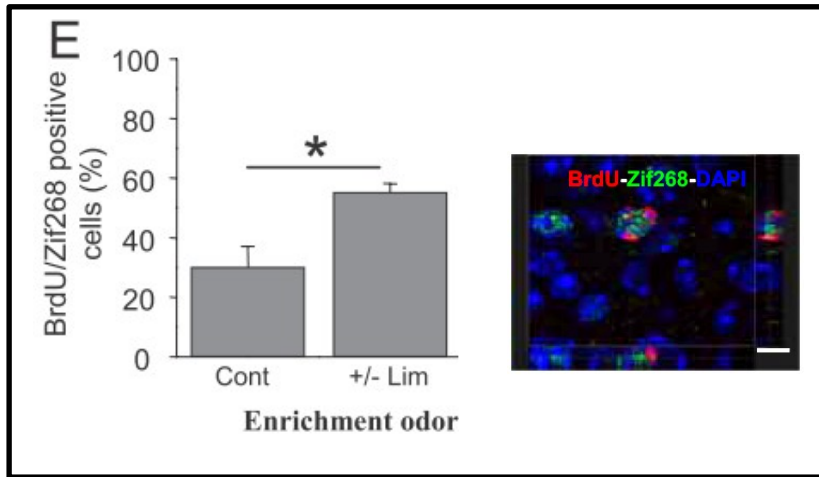 E
BrdU/Zif268 positive
cells (%)
100
80
60
40
20
0
*
Cont
+/- Lim
Enrichment odor
BrdU-Zif268-DAPI